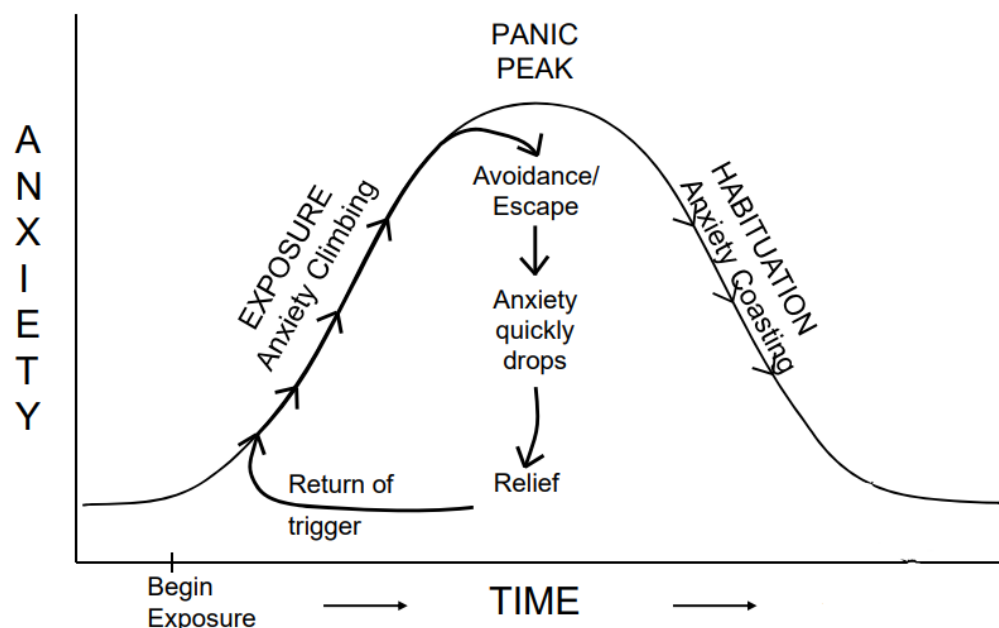 PANIC
PEAK
A
N
X
I
E
T
Y
EXPOSURE
Anxiety Climbing
Avoidance/
Escape
HABITUATION
Anxiety Coasting
Anxiety
quickly
drops
Return of
trigger
Relief
Begin
Exposure
TIME